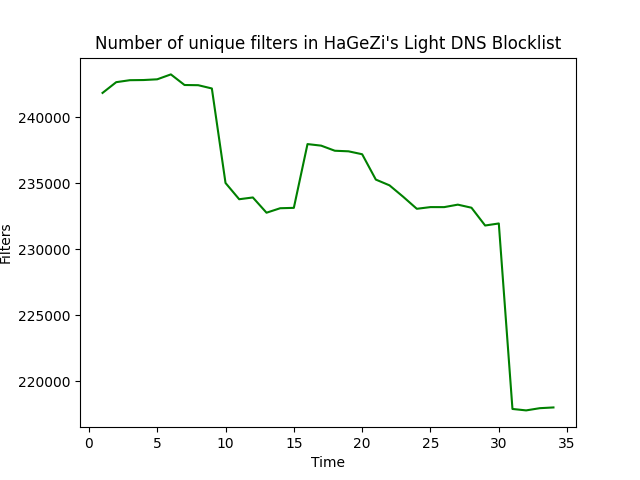 Number of unique filters in HaGeZi's Light DNS Blocklist
Filters
240000
235000
230000
225000
220000
0 5 10 15 20 25 30 35
Time